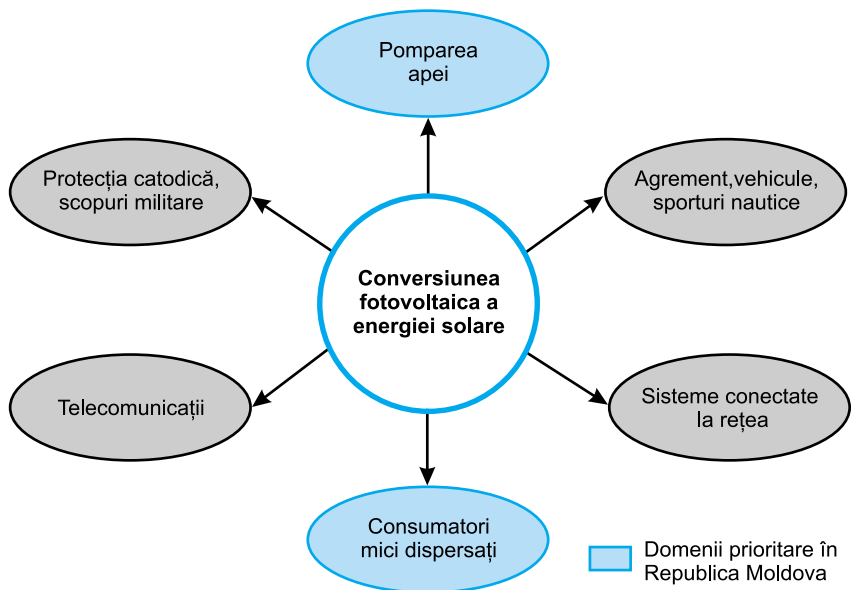 Pomparea
apei
Protecția catodică,
scopuri militare
Agrement,vehicule,
sporturi nautice
Conversiunea
fotovoltaica a
energiei solare
Telecomunicații
Sisteme conectate
la rețea
Consumatori
mici dispersați
Domenii prioritare în
Republica Moldova